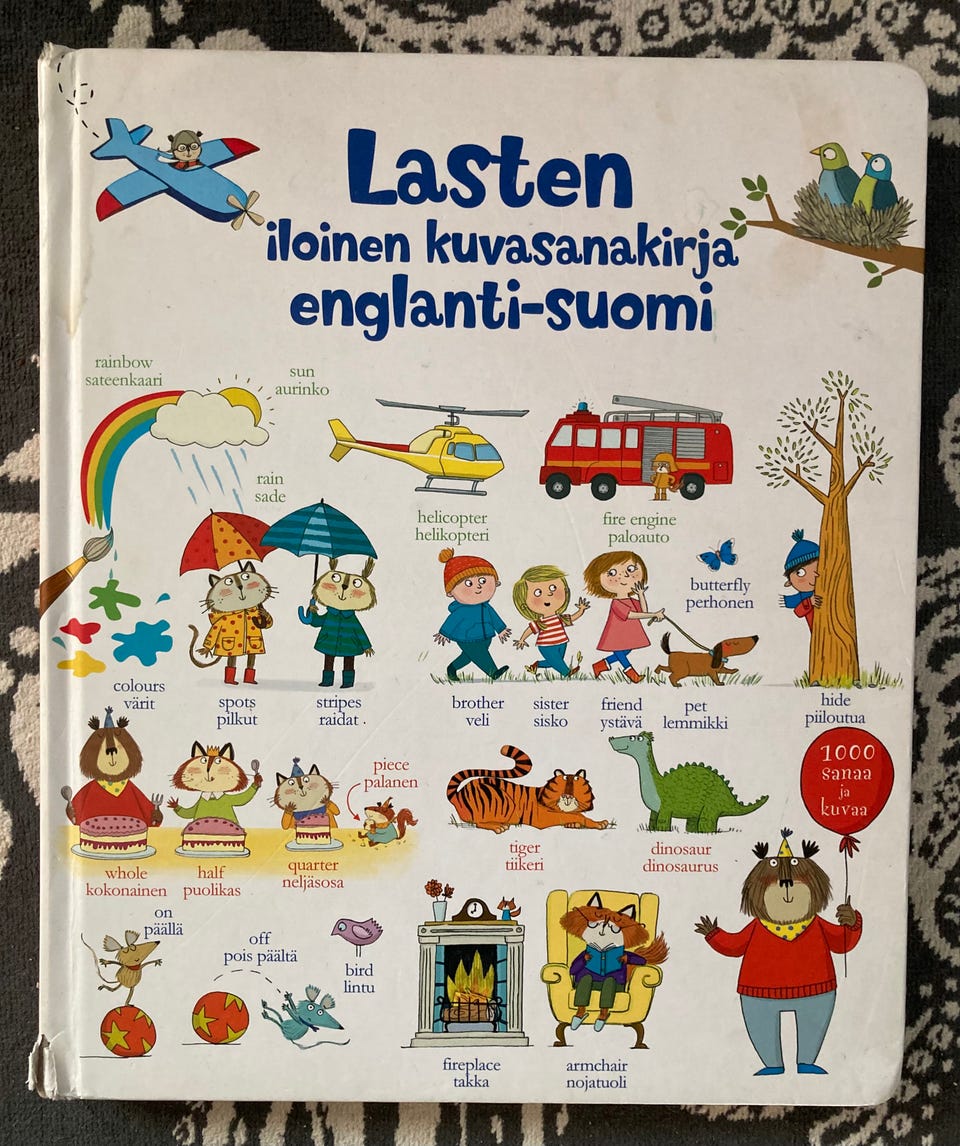 Lasten
iloinen kuvasanakirja
englanti-suomi
rainbow
sateenkaari
sun
aurinko
rain
sade
helicopter
helikopteri
fire engine
paloauto
butterfly
perhonen
colours
värit
spots
pilkut
stripes
raidat
brother
veli
sister
sisko
friend
ystävä
pet
lemmikki
hide
piiloutua
piece
palanen
1000
sanaa
ja
kuvaa
whole
kokonainen
half
puolikas
quarter
neljäsosa
tiger
tiikeri
dinosaur
dinosaurus
on
päällä
off
pois päältä
bird
lintu
fireplace
takka
armchair
nojatuoli